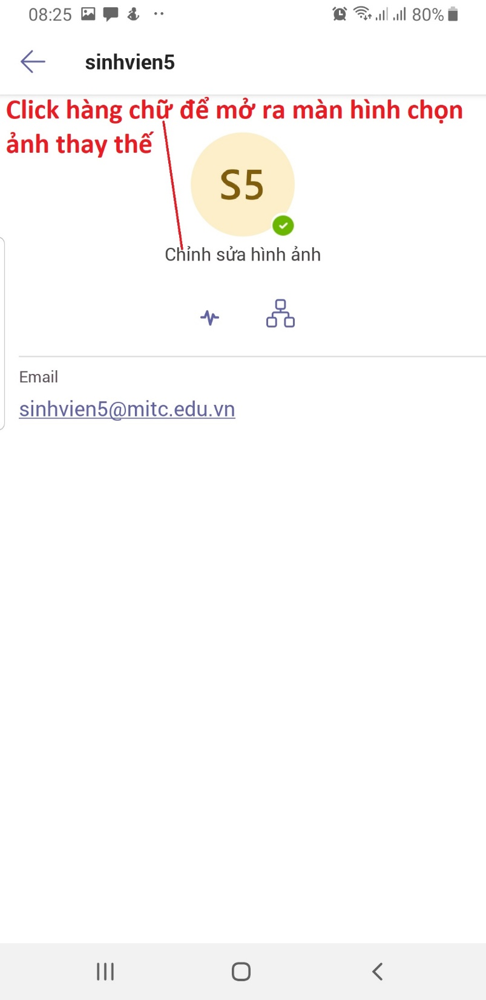 08:25
80%
sinhvien5
Click hàng chữ để mở ra màn hình chọn
ảnh thay thế
S5
Chỉnh sửa hình ảnh
Email
sinhvien5@mitc.edu.vn